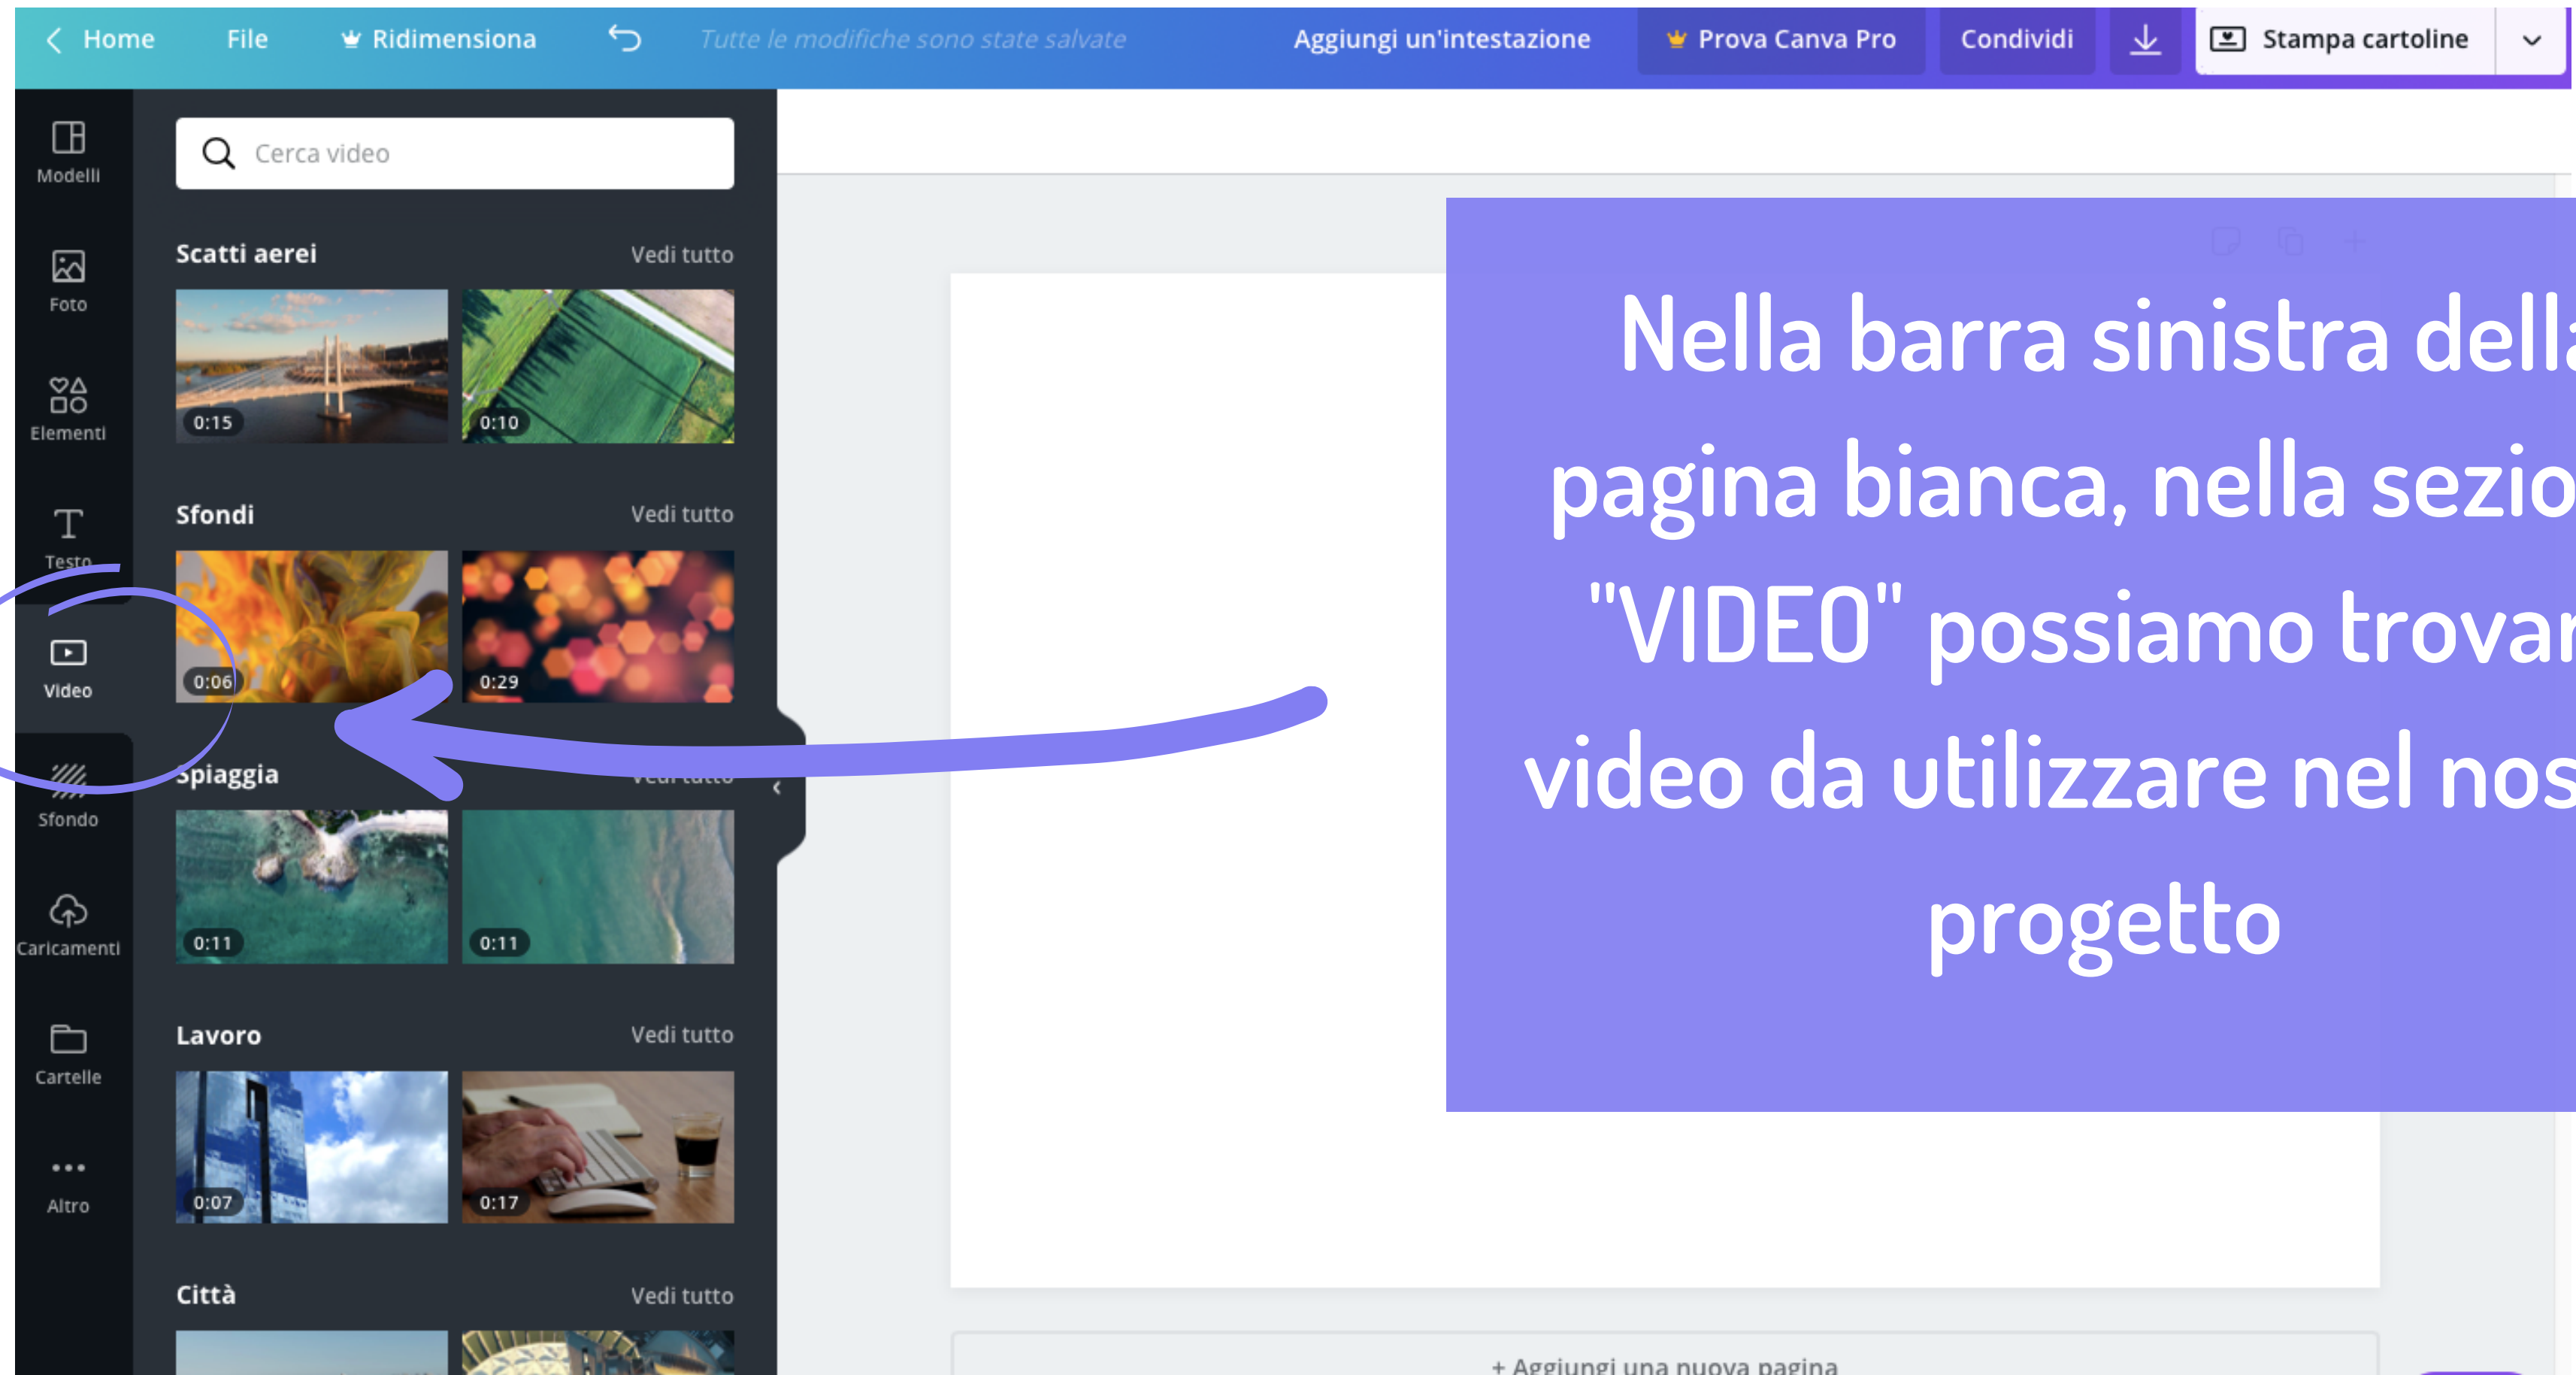 Home File Ridimensiona Tutte le modifiche sono state salvate Aggiungi un'intestazione Prova Canva Pro Condividi Stampa cartoline
Modelli
Foto
Elementi
Testo
Video
Sfondo
Caricamenti
Cartelle
Altro
Cerca video
Scatti aerei Vedi tutto
0:15 0:10
Sfondi Vedi tutto
0:06 0:29
Spiaggia Vedi tutto
0:11 0:11
Lavoro Vedi tutto
0:07 0:17
Città Vedi tutto
Nella barra sinistra della
pagina bianca, nella sezio
"VIDEO" possiamo trovar
video da utilizzare nel nos
progetto
+ Aggiungi una nuova pagina